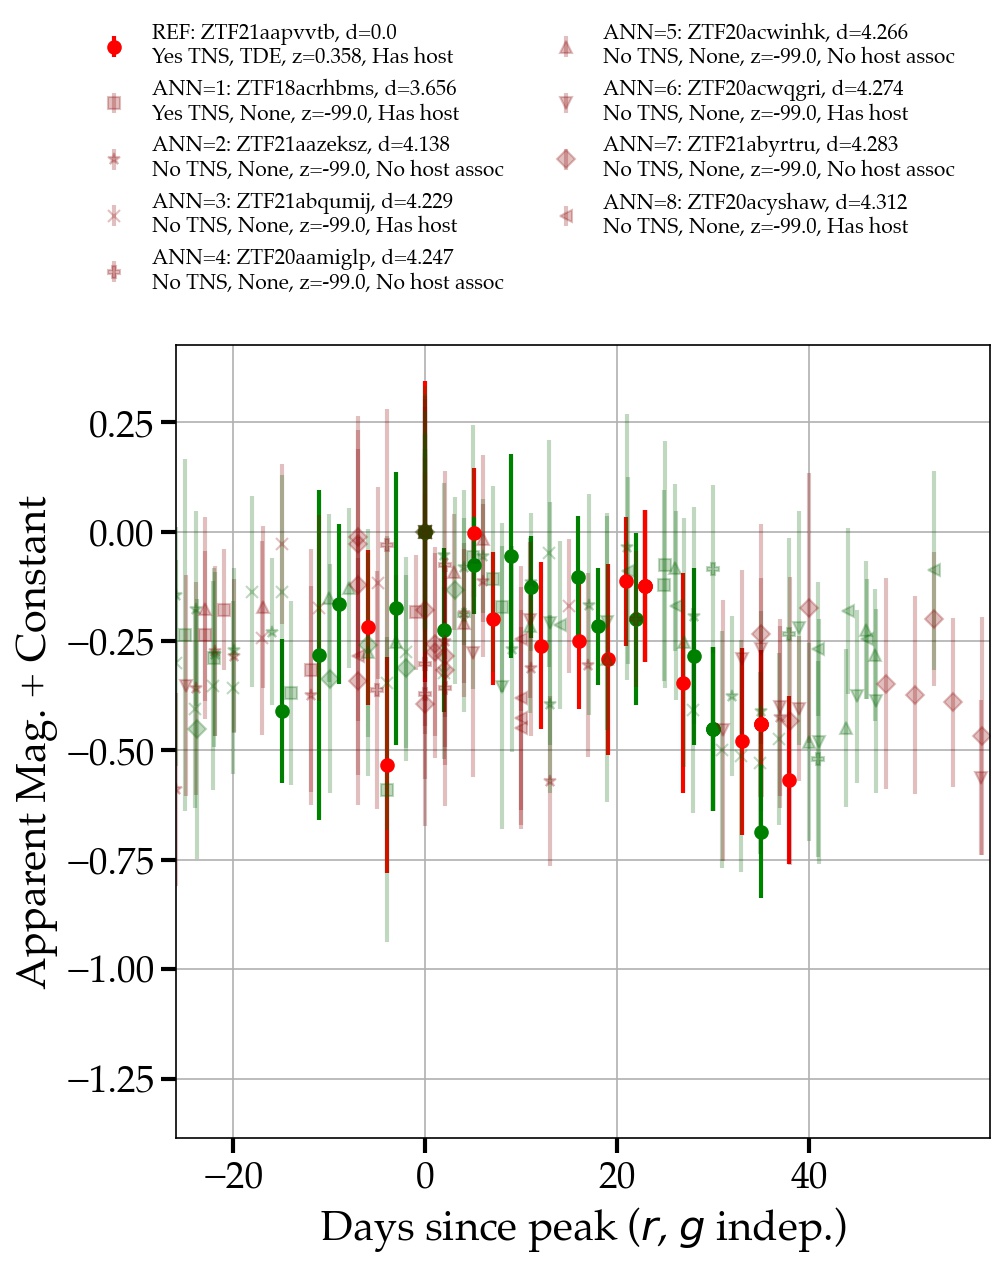 REF: ZTF21aapvvtb, d=0.0
Yes TNS, TDE, z=0.358, Has host
ANN=1: ZTF18acrhbms, d=3.656
Yes TNS, None, z=-99.0, Has host
ANN=2: ZTF21aazeksz, d=4.138
No TNS, None, z=-99.0, No host assoc
ANN=3: ZTF21abqumij, d=4.229
No TNS, None, z=-99.0, Has host
ANN=4: ZTF20aamiglp, d=4.247
No TNS, None, z=-99.0, No host assoc
ANN=5: ZTF20acwinhk, d=4.266
No TNS, None, z=-99.0, No host assoc
ANN=6: ZTF20acwqgri, d=4.274
No TNS, None, z=-99.0, Has host
ANN=7: ZTF21abyrtru, d=4.283
No TNS, None, z=-99.0, No host assoc
ANN=8: ZTF20acyshaw, d=4.312
No TNS, None, z=-99.0, Has host
Apparent Mag. + Constant
0.25
0.00
−0.25
−0.50
−0.75
−1.00
−1.25
−20 0 20 40
Days since peak (r, g indep.)